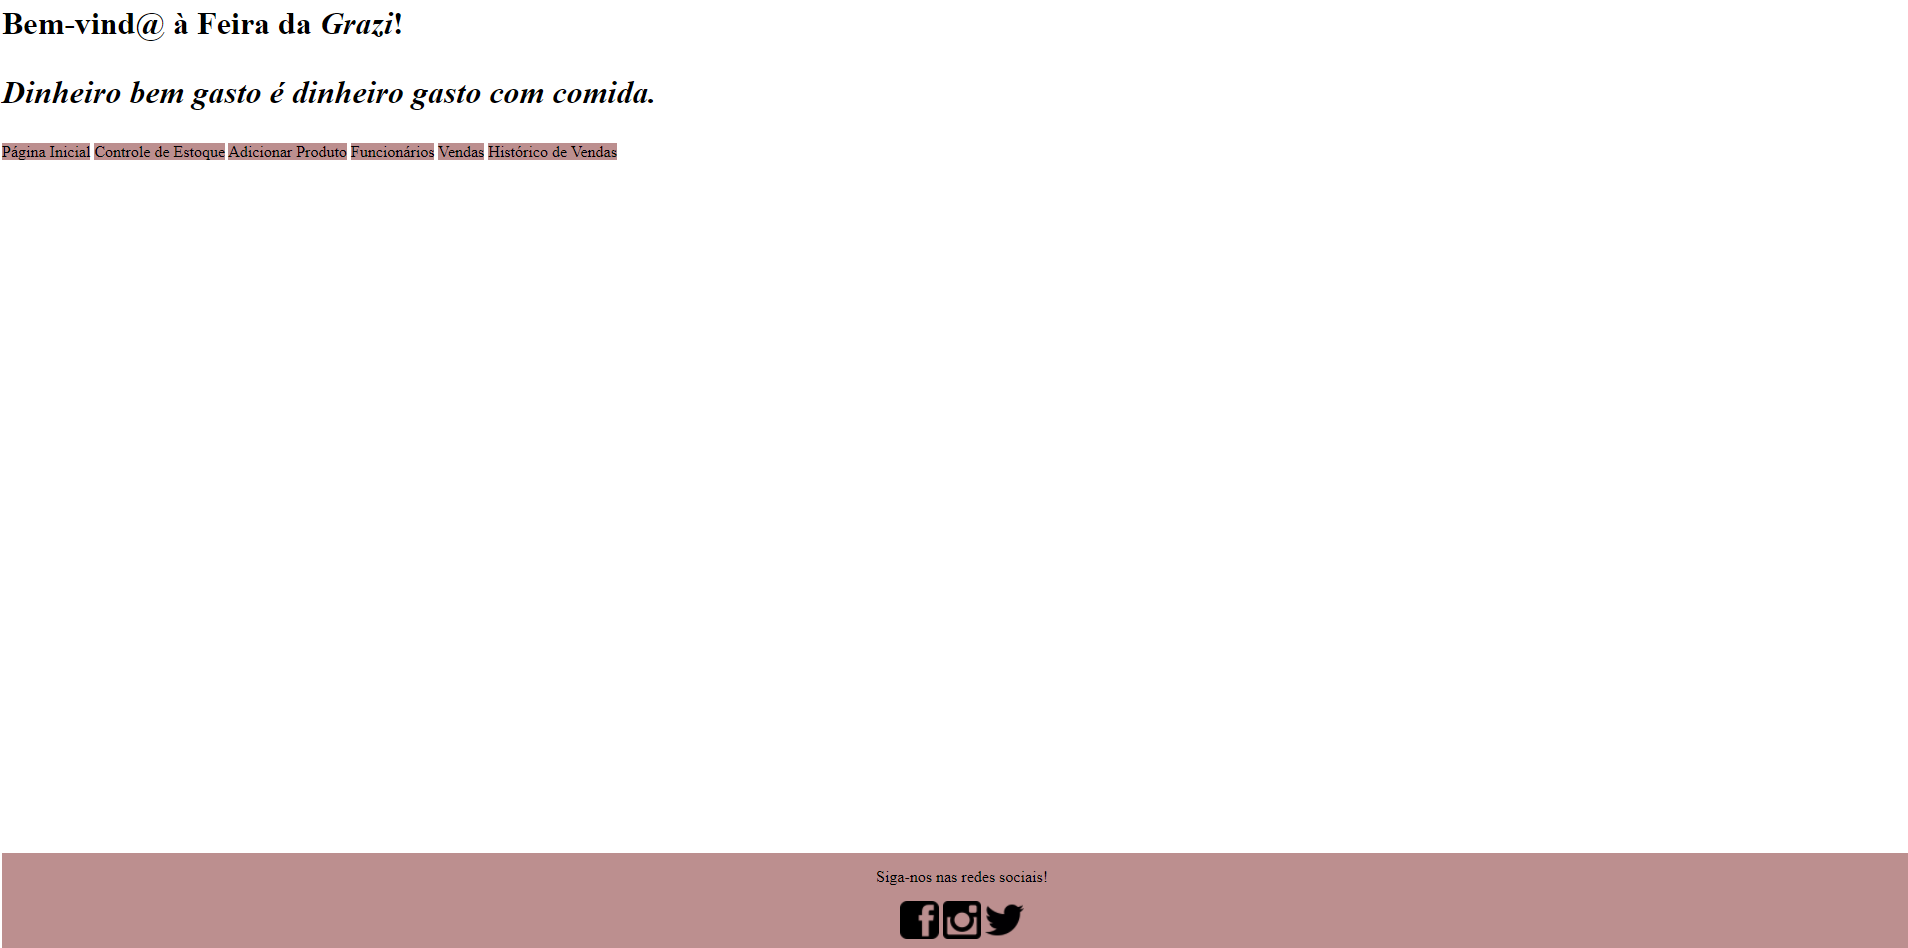 Bem-vind@ à Feira da Grazi!
Dinheiro bem gasto é dinheiro gasto com comida.
Página Inicial Controle de Estoque Adicionar Produto Funcionários Vendas Histórico de Vendas
Siga-nos nas redes sociais!